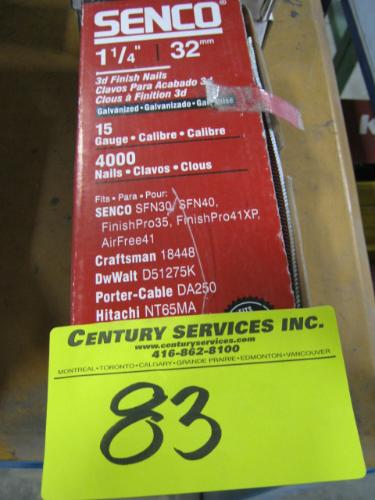 SENCO
1 1/4" 32mm
3d Finish Nails
Clavos Para Acabado 3d
Clous à Finition 3d
Galvanized • Galvanizado •
15
Gauge • Calibre • Calibre
4000
Nails • Clavos • Clous
Fits • Para • Pour:
SENCO SFN30/SFN40,
FinishPro35, FinishPro41XP,
AirFree41
Craftsman 18448
DwWalt D51275K
Porter-Cable DA250
Hitachi NT65MA
CENTURY SERVICES INC.
www.centuryservices.com
416-862-8100
MONTREAL•TORONTO•CALGARY•GRANDE PRAIRIE•EDMONTON•VANCOUVER
83